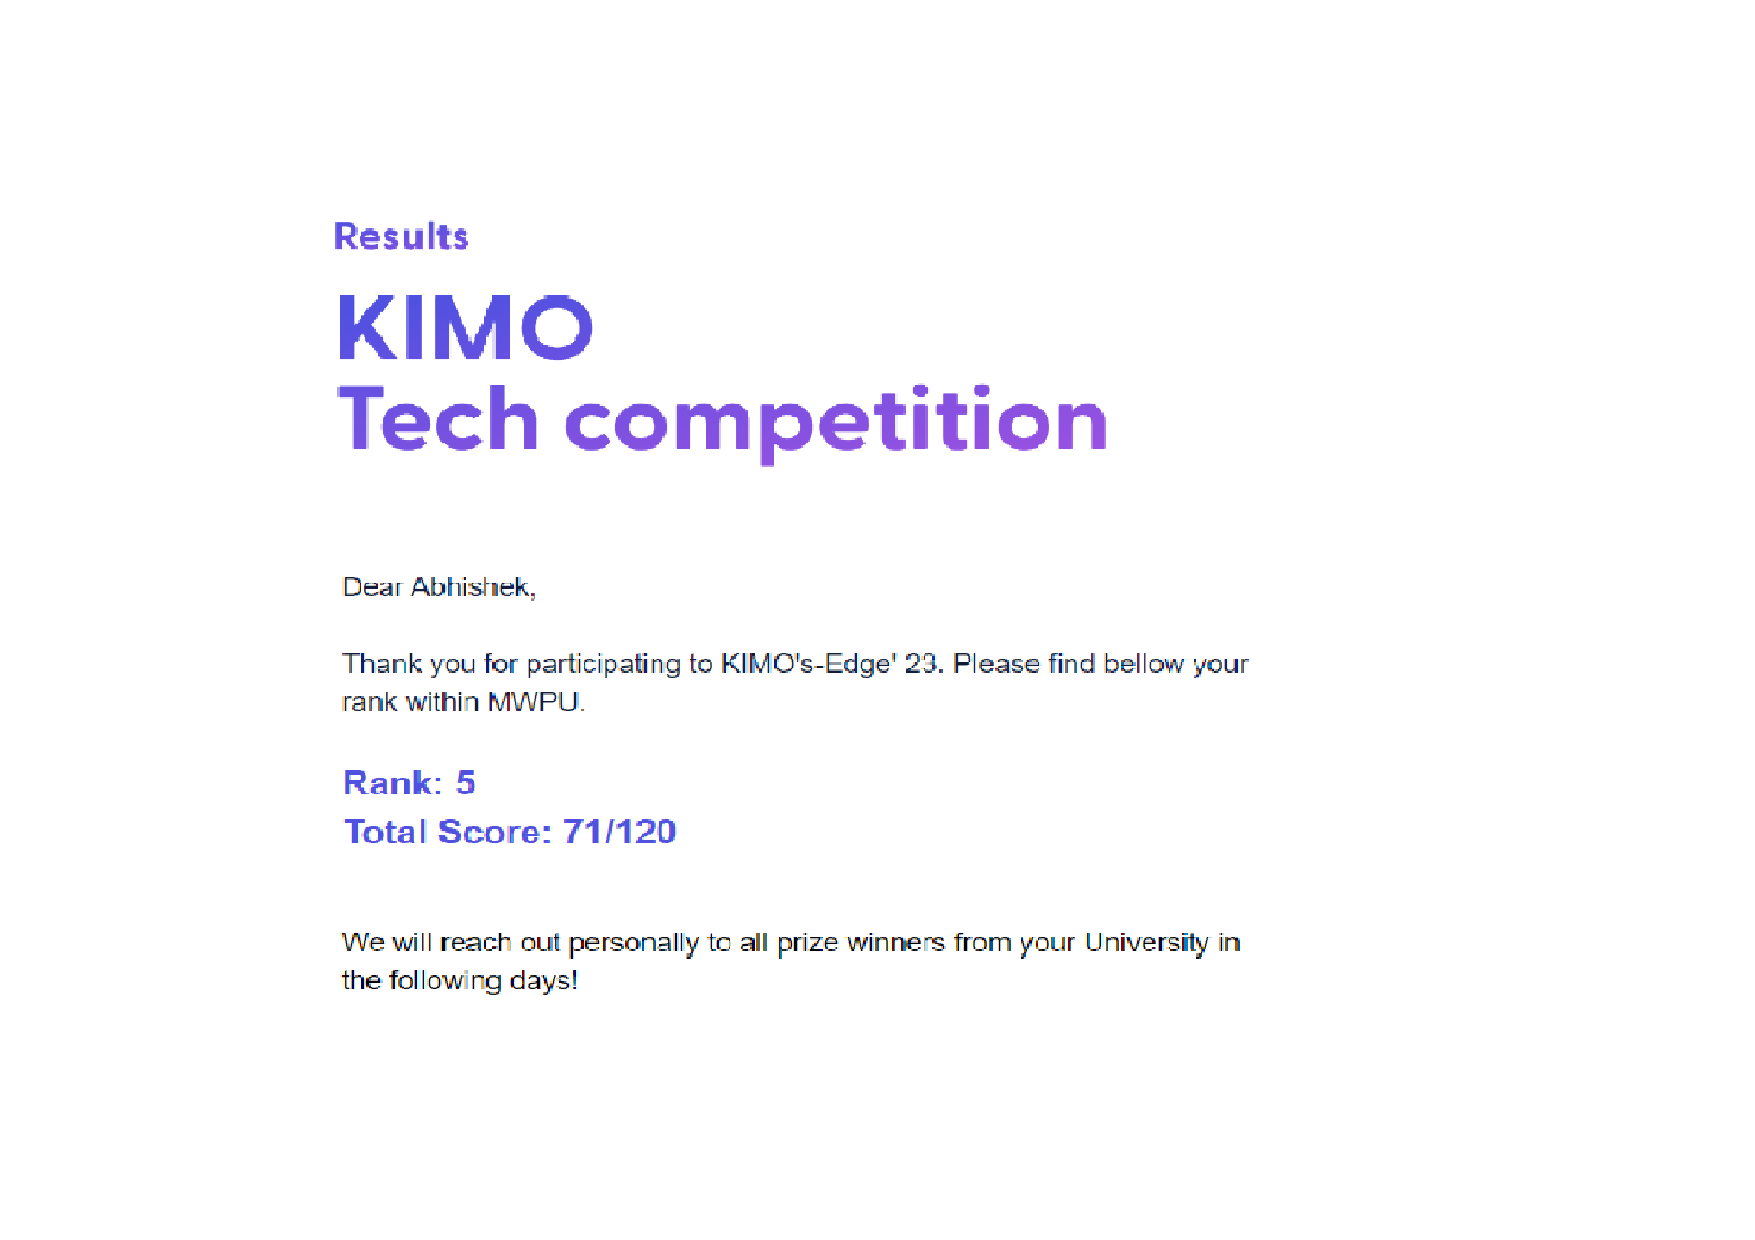 Results
KIMO
Tech competition
Dear Abhishek,
Thank you for participating to KIMO's-Edge' 23. Please find bellow your
rank within MWPU.
Rank: 5
Total Score: 71/120
We will reach out personally to all prize winners from your University in
the following days!